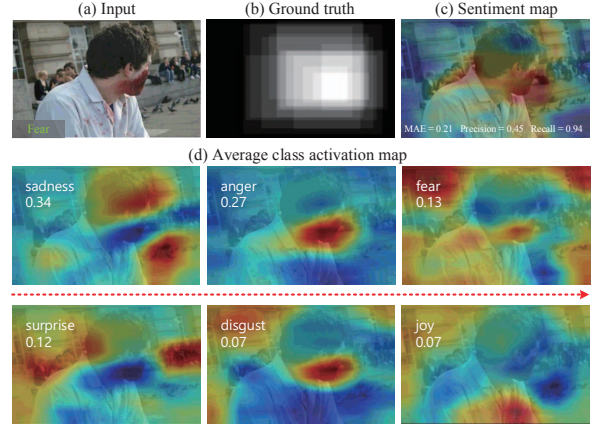 (a) Input
(b) Ground truth
(c) Sentiment map
Fear
MAE = 0.21 Precision = 0.45 Recall = 0.94
(d) Average class activation map
sadness
0.34
anger
0.27
fear
0.13
surprise
0.12
disgust
0.07
joy
0.07